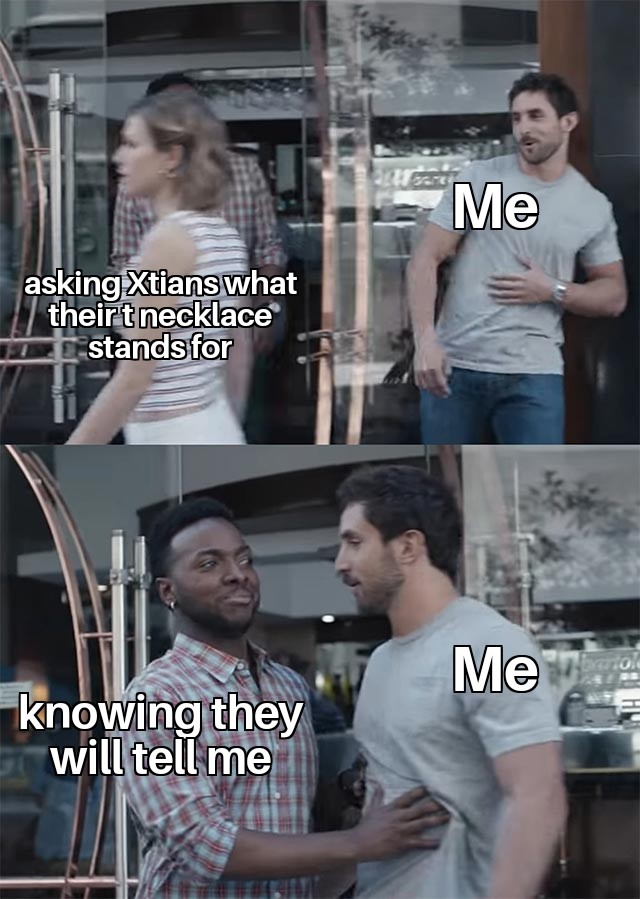 Me
asking Xtians what
their t necklace
stands for
Me
knowing they
will tell me